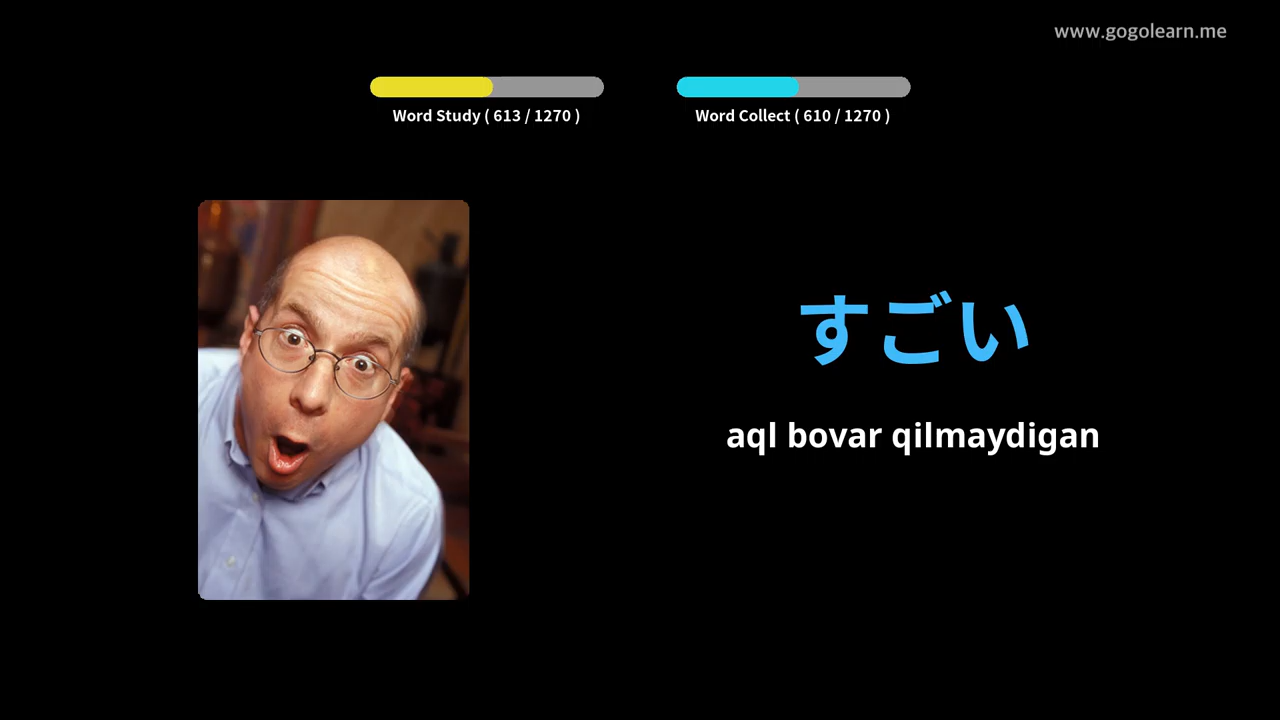 www.gogolearn.me
Word Study ( 613 / 1270 )
Word Collect ( 610 / 1270 )
すごい
aql bovar qilmaydigan